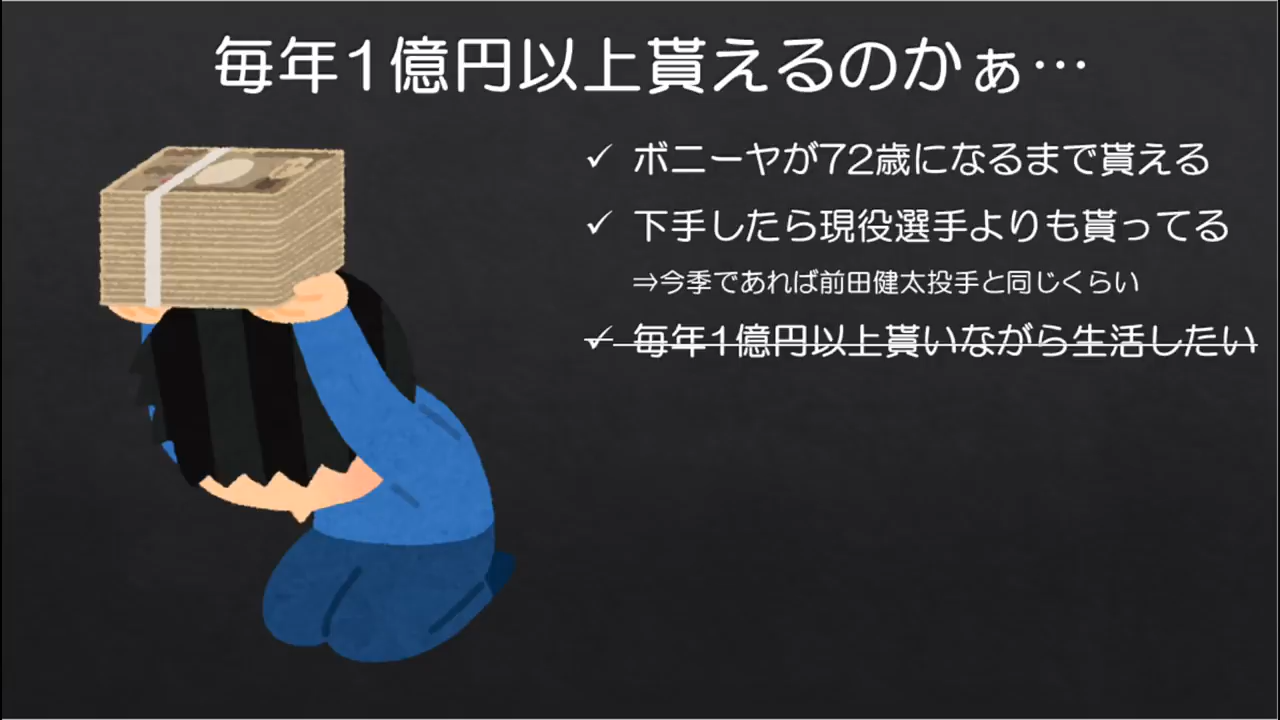 毎年1億円以上貰えるのかぁ…
✓ ボニーヤが72歳になるまで貰える
✓ 下手したら現役選手よりも貰ってる
⇒今季であれば前田健太投手と同じくらい
✓ 毎年1億円以上貰いながら生活したい